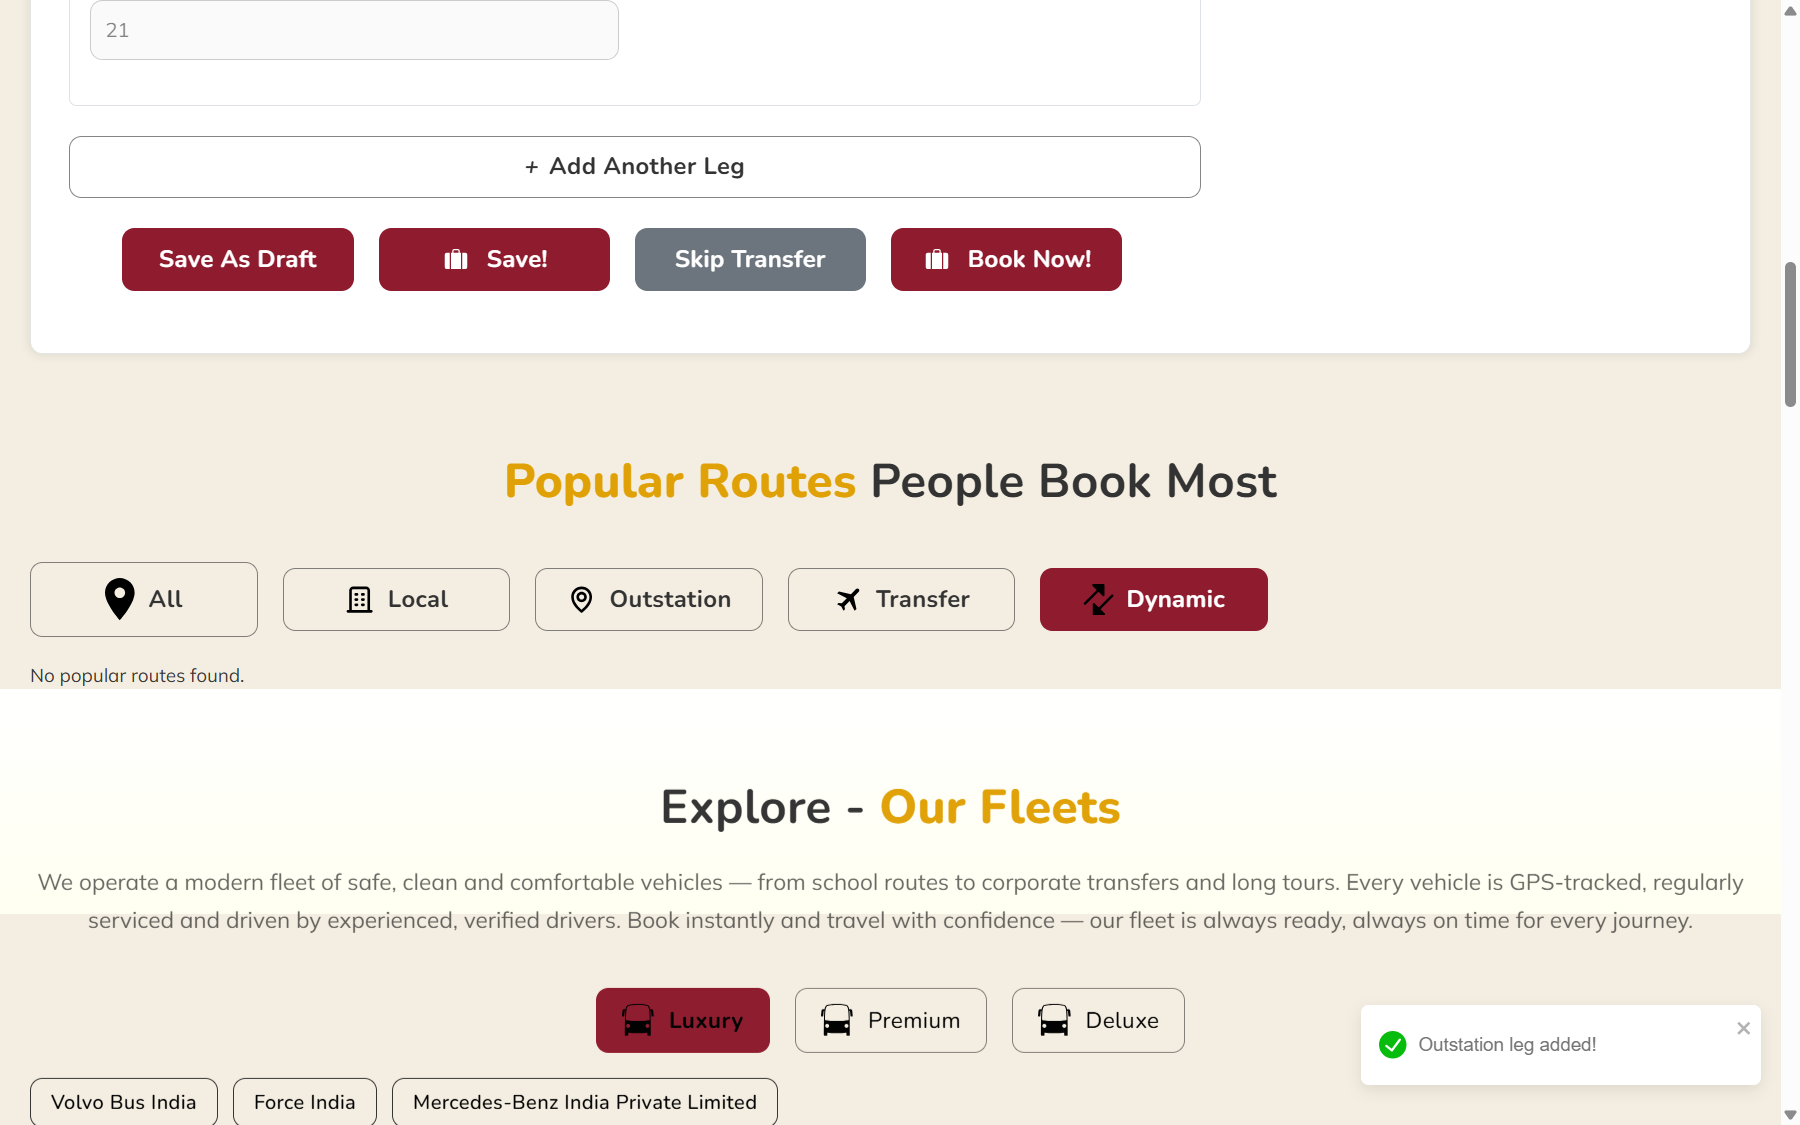 21
+ Add Another Leg
Save As Draft
Save!
Skip Transfer
Book Now!
Popular Routes People Book Most
All
Local
Outstation
Transfer
Dynamic
No popular routes found.
Explore - Our Fleets
We operate a modern fleet of safe, clean and comfortable vehicles — from school routes to corporate transfers and long tours. Every vehicle is GPS-tracked, regularly
serviced and driven by experienced, verified drivers. Book instantly and travel with confidence — our fleet is always ready, always on time for every journey.
Luxury
Premium
Deluxe
Outstation leg added!
Volvo Bus India
Force India
Mercedes-Benz India Private Limited